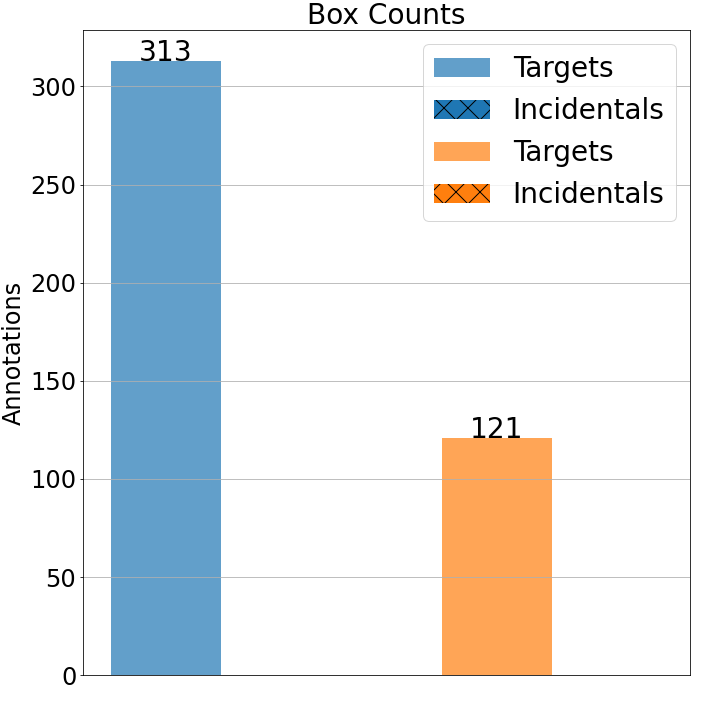 Box Counts
313
Targets
Incidentals
Targets
Incidentals
300
250
200
150
100
50
0
Annotations
121